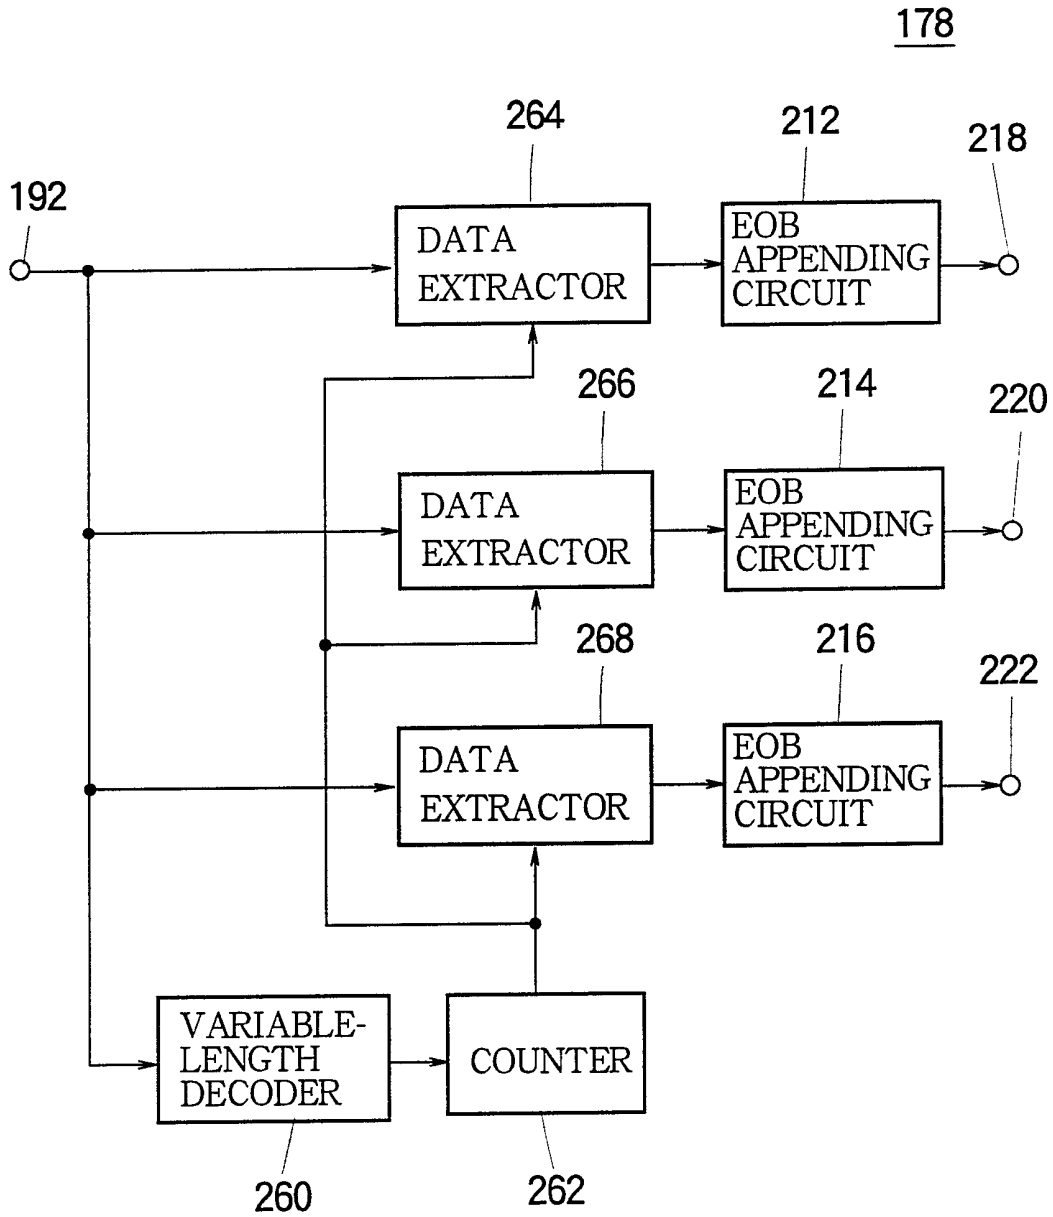 178
264
212
218
192
DATA
EXTRACTOR
EOB
APPENDING
CIRCUIT
266
214
220
DATA
EXTRACTOR
EOB
APPENDING
CIRCUIT
268
216
222
DATA
EXTRACTOR
EOB
APPENDING
CIRCUIT
VARIABLE-
LENGTH
DECODER
COUNTER
260
262